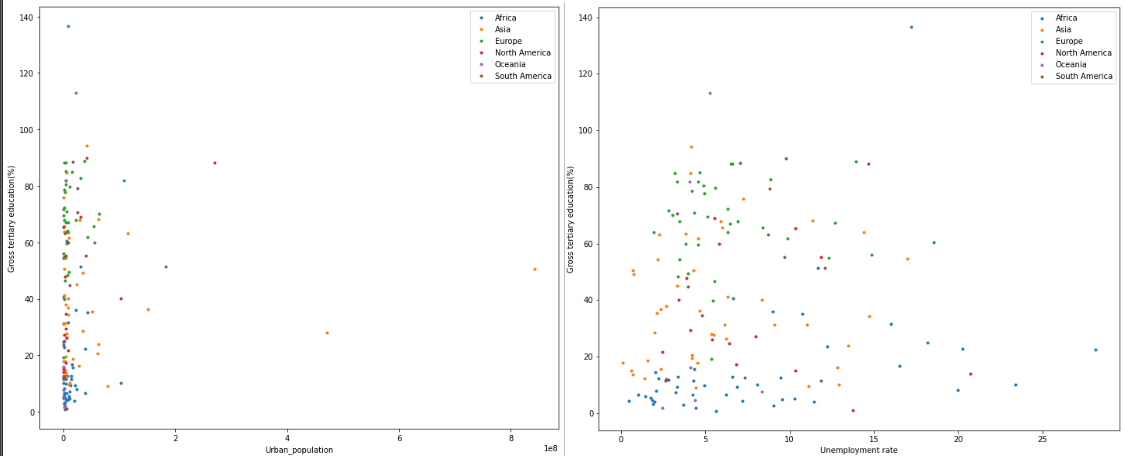 140
120
100
80
60
40
20
0
Gross tertiary education(%)
Africa
Asia
Europe
North America
Oceania
South America
0
2
4
6
8
1e8
Urban_population
140
120
100
80
60
40
20
0
Gross tertiary education(%)
Africa
Asia
Europe
North America
Oceania
South America
0
5
10
15
20
25
Unemployment rate